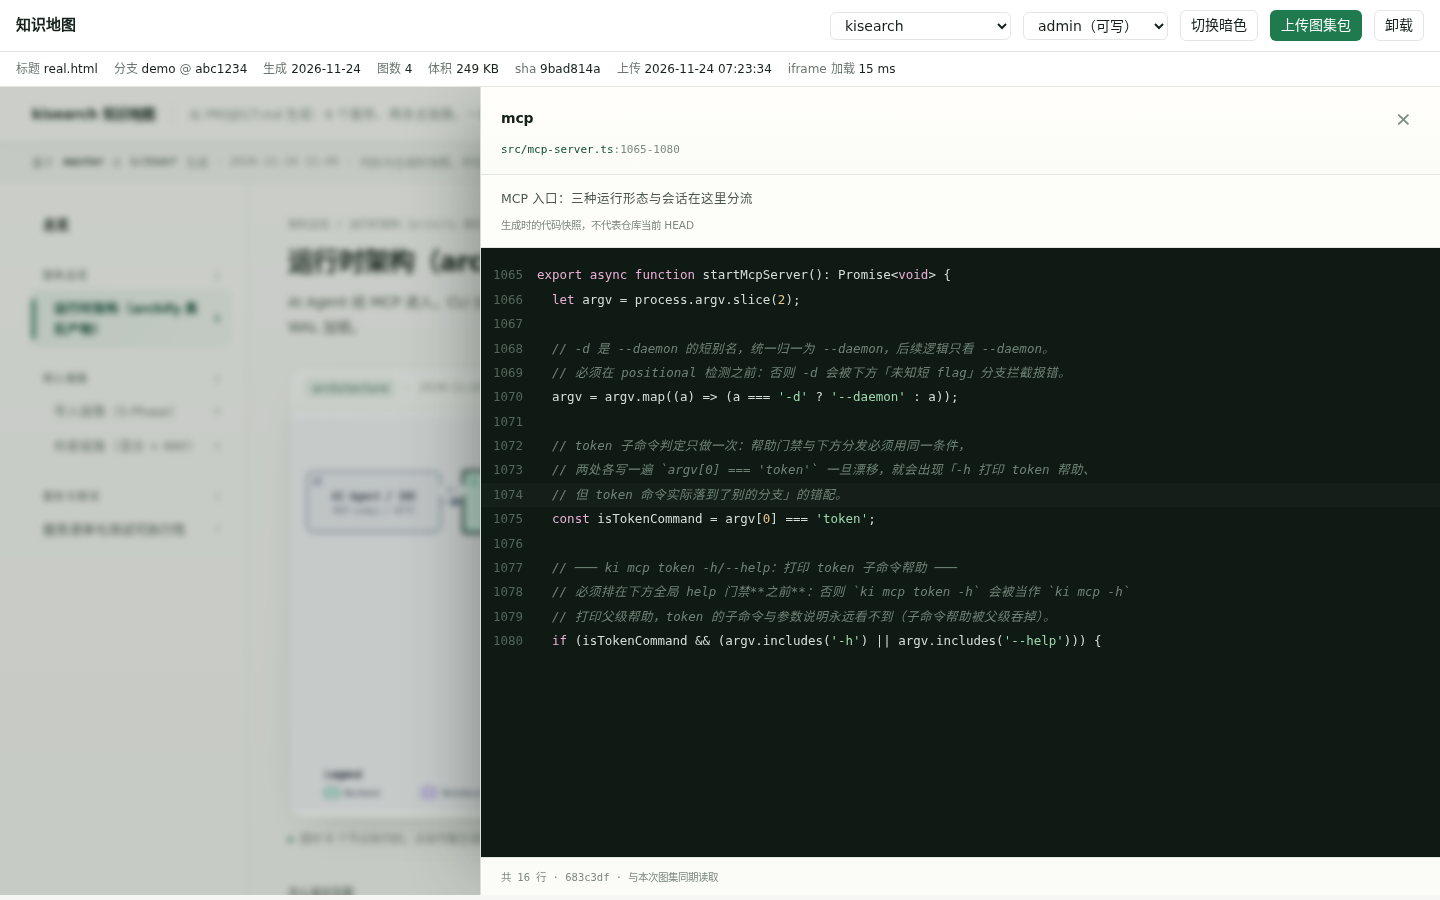 知识地图
kisearch
admin（可写）
切换暗色
上传图集包
卸载
标题 real.html 分支 demo @ abc1234 生成 2026-11-24 图数 4 体积 249 KB sha 9bad814a 上传 2026-11-24 07:23:34 iframe 加载 15 ms
kisearch 知识地图
运行时架构（arc
AI Agent / IDE
Legend
mcp
×
src/mcp-server.ts:1065-1080
MCP 入口：三种运行形态与会话在这里分流
生成时的代码快照，不代表仓库当前 HEAD
1065 export async function startMcpServer(): Promise<void> {
1066   let argv = process.argv.slice(2);
1067
1068   // -d 是 --daemon 的短别名，统一归一为 --daemon，后续逻辑只看 --daemon。
1069   // 必须在 positional 检测之前：否则 -d 会被下方「未知短 flag」分支拦截报错。
1070   argv = argv.map((a) => (a === '-d' ? '--daemon' : a));
1071
1072   // token 子命令判定只做一次：帮助门禁与下方分发必须用同一条件，
1073   // 两处各写一遍 `argv[0] === 'token'` 一旦漂移，就会出现「-h 打印 token 帮助、
1074   // 但 token 命令实际落到了别的分支」的错配。
1075   const isTokenCommand = argv[0] === 'token';
1076
1077   // ─── ki mcp token -h/--help：打印 token 子命令帮助 ───
1078   // 必须排在下方全局 help 门禁**之前**：否则 `ki mcp token -h` 会被当作 `ki mcp -h`
1079   // 打印父级帮助，token 的子命令与参数说明永远看不到（子命令帮助被父级吞掉）。
1080   if (isTokenCommand && (argv.includes('-h') || argv.includes('--help'))) {
共 16 行 · 683c3df · 与本次图集同期读取